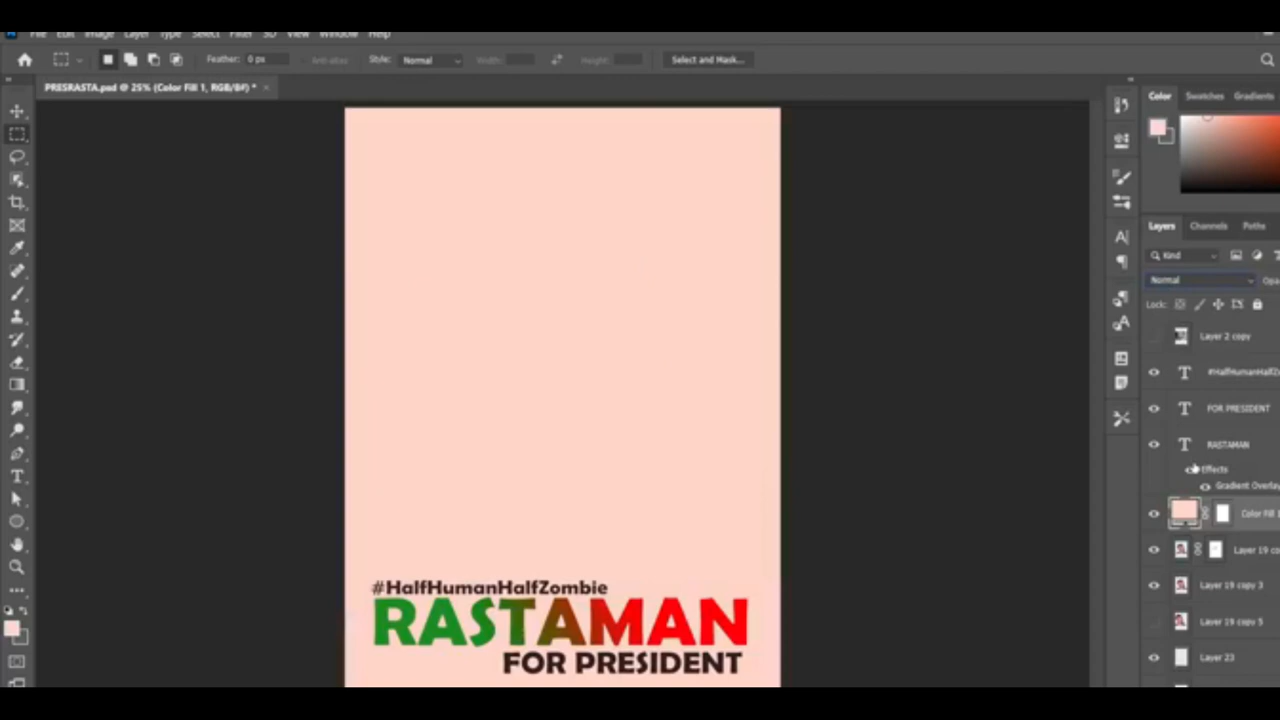 File Edit Image Layer Type Select Filter 3D View Window Help
Feather: 0 px Anti-alias Style: Normal Width: Height: Select and Mask...
PRESRASTA.psd @ 25% (Color Fill 1, RGB/8#) *
Color Swatches Gradients
Layers Channels Paths
Kind
Normal
Lock:
Layer 2 copy
FOR PRESIDENT
RASTAMAN
Effects
Gradient Overlay
Color Fill
Layer 19 co
Layer 19 copy 3
Layer 19 copy 5
Layer 23
#HalfHumanHalfZombie
RASTAMAN
FOR PRESIDENT